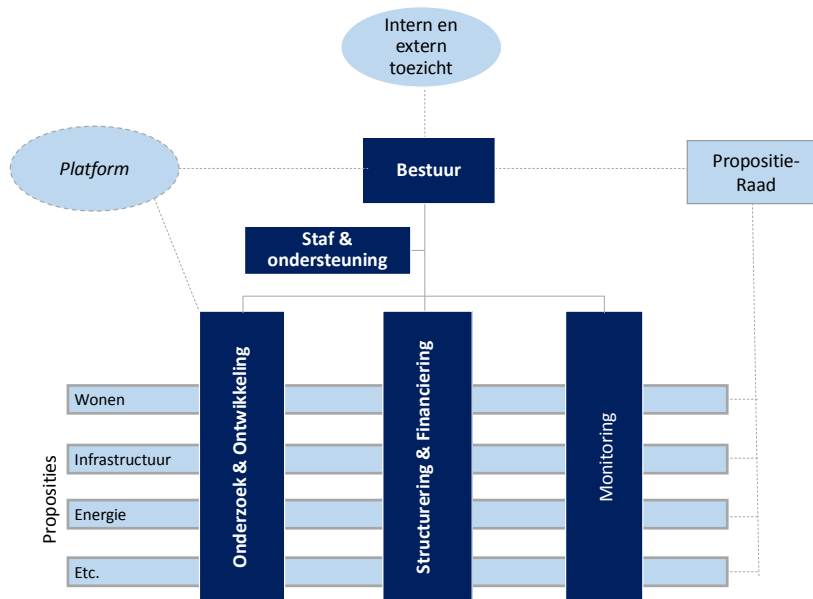 Intern en
extern
toezicht
Platform
Bestuur
Propositie-
Raad
Staf &
ondersteuning
Onderzoek & Ontwikkeling
Structurering & Financiering
Monitoring
Proposities
Wonen
Infrastructuur
Energie
Etc.